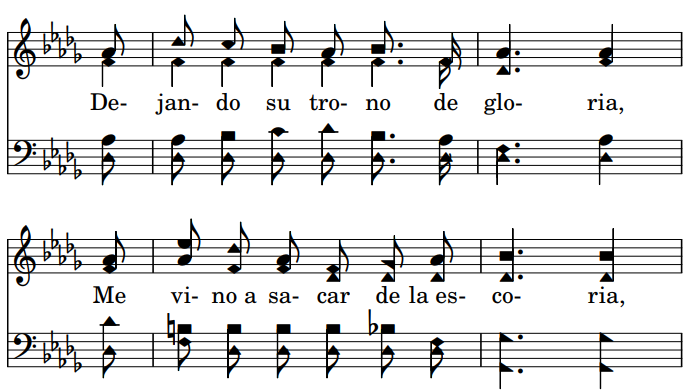 De- jan- do su tro- no de glo- ria,
Me vi- no a sa- car de la es- co- ria,